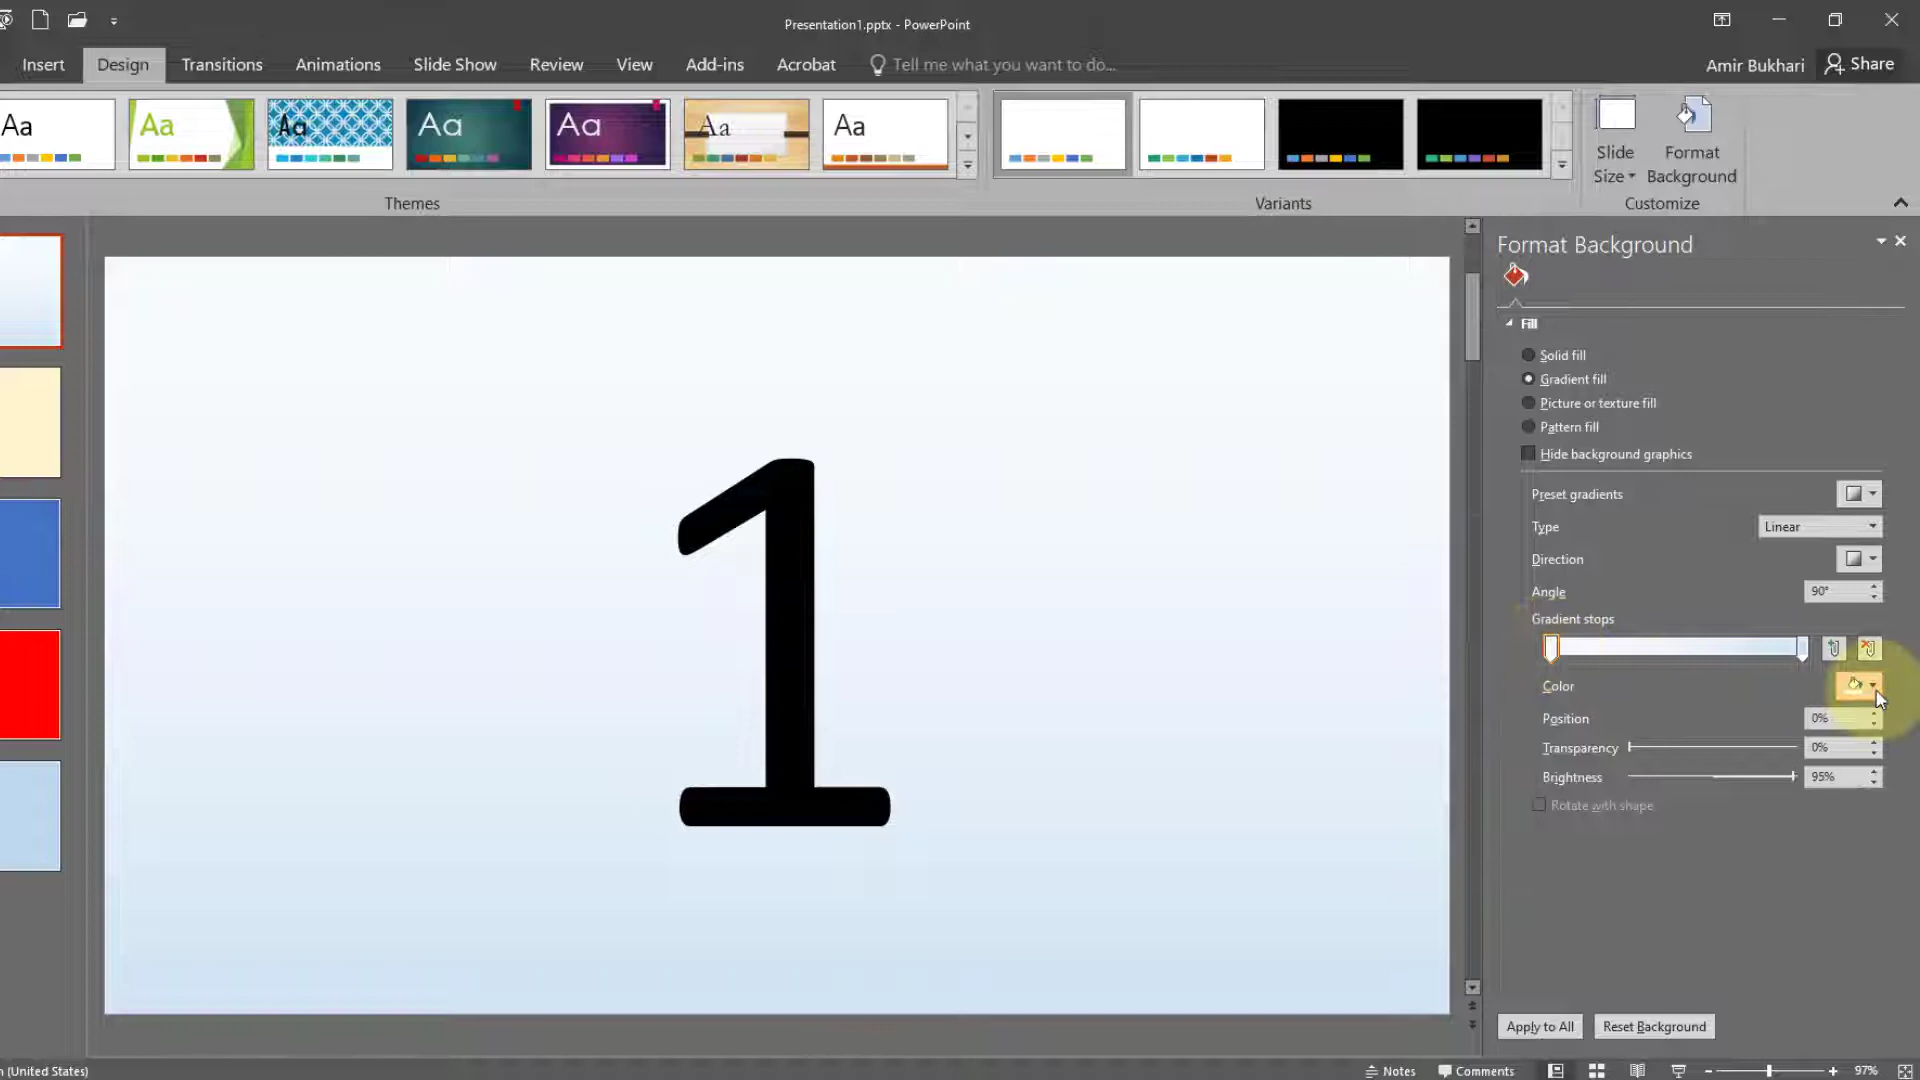 Presentation1.pptx - PowerPoint
Insert Design Transitions Animations Slide Show Review View Add-ins Acrobat Tell me what you want to do... Amir Bukhari Share
Aa Aa Aa Aa Aa Aa Aa
Slide Size
Format Background
Themes Variants Customize
1
Format Background
Fill
Solid fill
Gradient fill
Picture or texture fill
Pattern fill
Hide background graphics
Preset gradients
Type Linear
Direction
Angle 90°
Gradient stops
Color
Position 0%
Transparency 0%
Brightness 95%
Rotate with shape
Apply to All Reset Background
(United States) Notes Comments 97%